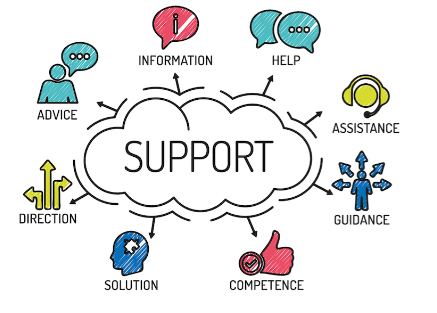 INFORMATION
HELP
ADVICE
ASSISTANCE
SUPPORT
DIRECTION
GUIDANCE
SOLUTION
COMPETENCE